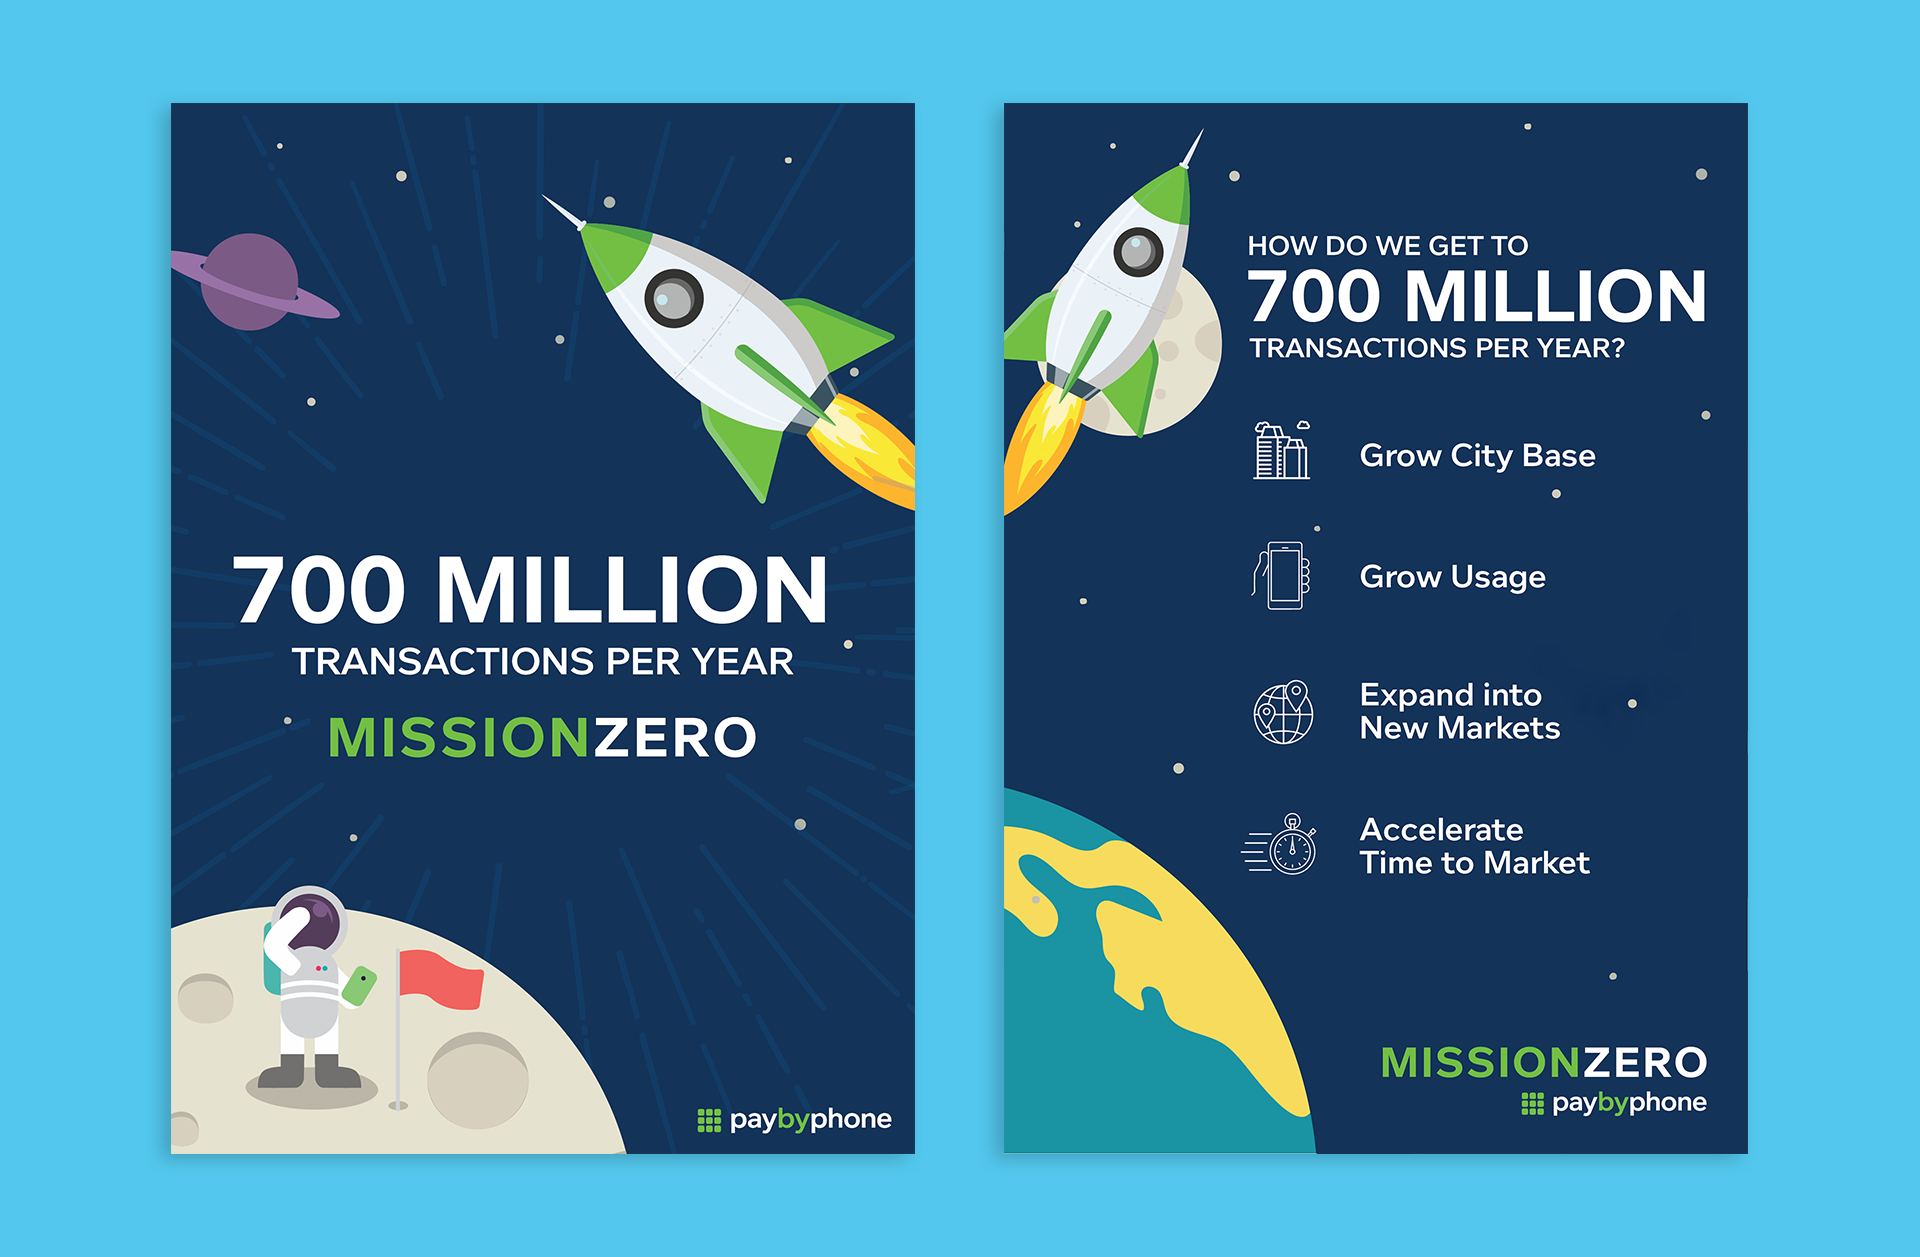 700 MILLION
TRANSACTIONS PER YEAR
MISSIONZERO
paybyphone
HOW DO WE GET TO
700 MILLION
TRANSACTIONS PER YEAR?
Grow City Base
Grow Usage
Expand into
New Markets
Accelerate
Time to Market
MISSIONZERO
paybyphone